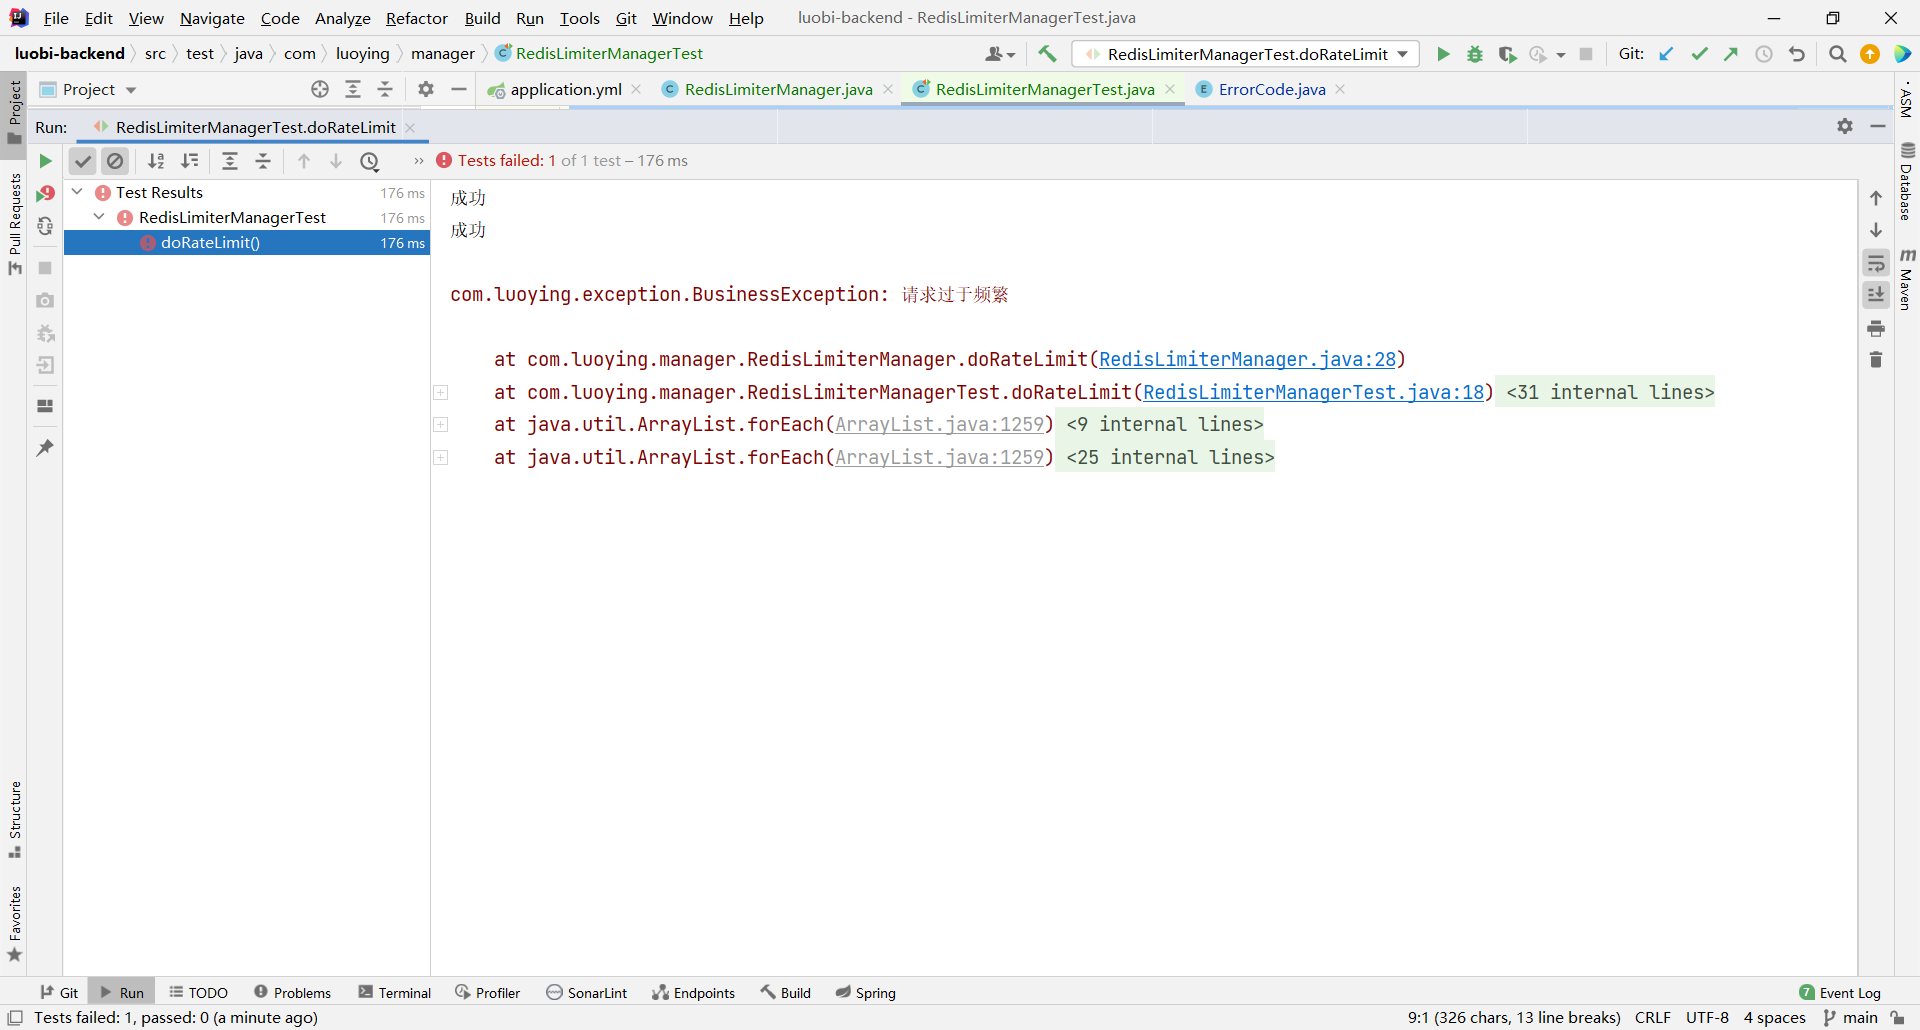 File Edit View Navigate Code Analyze Refactor Build Run Tools Git Window Help luobi-backend - RedisLimiterManagerTest.java
luobi-backend src test java com luoying manager RedisLimiterManagerTest RedisLimiterManagerTest.doRateLimit Git:
Project application.yml RedisLimiterManager.java RedisLimiterManagerTest.java ErrorCode.java
Run: RedisLimiterManagerTest.doRateLimit
Tests failed: 1 of 1 test – 176 ms
Test Results 176 ms
RedisLimiterManagerTest 176 ms
doRateLimit() 176 ms
成功
成功
com.luoying.exception.BusinessException: 请求过于频繁
at com.luoying.manager.RedisLimiterManager.doRateLimit(RedisLimiterManager.java:28)
at com.luoying.manager.RedisLimiterManagerTest.doRateLimit(RedisLimiterManagerTest.java:18) <31 internal lines>
at java.util.ArrayList.forEach(ArrayList.java:1259) <9 internal lines>
at java.util.ArrayList.forEach(ArrayList.java:1259) <25 internal lines>
Project
Pull Requests
Structure
Favorites
ASM
Database
m Maven
Git Run TODO Problems Terminal Profiler SonarLint Endpoints Build Spring 7 Event Log
Tests failed: 1, passed: 0 (a minute ago) 9:1 (326 chars, 13 line breaks) CRLF UTF-8 4 spaces main